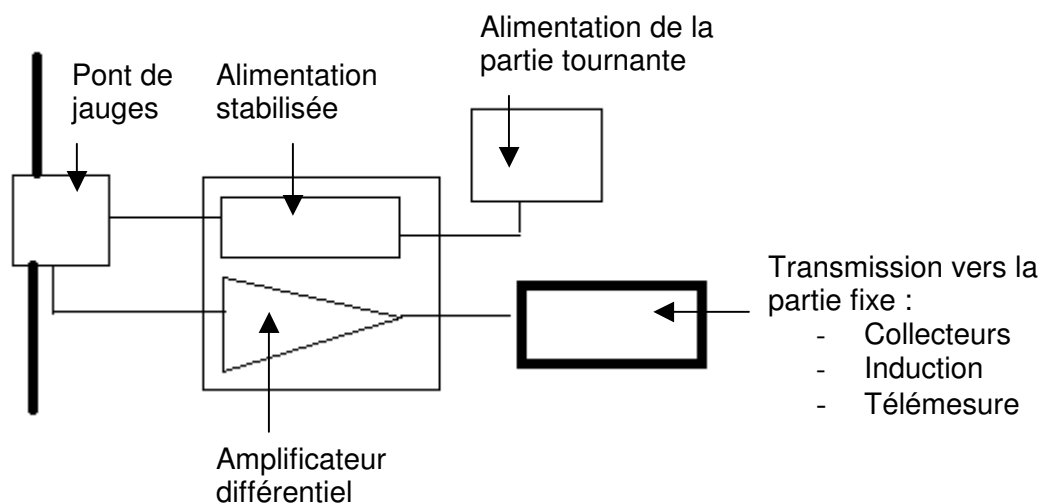 Alimentation de la
partie tournante
Pont de
jauges
Alimentation
stabilisée
Transmission vers la
partie fixe :
- Collecteurs
- Induction
- Télémesure
Amplificateur
différentiel